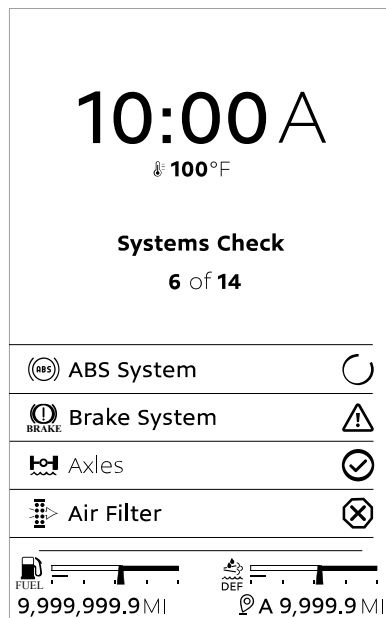 10:00 A
100°F
Systems Check
6 of 14
ABS ABS System
BRAKE Brake System
Axles
Air Filter
FUEL DEF
9,999,999.9 MI A 9,999.9 MI